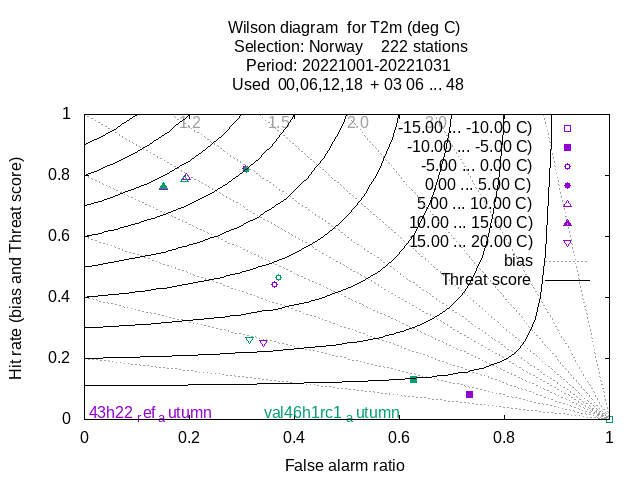 Wilson diagram  for T2m (deg C)
Selection: Norway    222 stations
Period: 20221001-20221031
Used  00,06,12,18  + 03 06 ... 48
1 1.2 1.5 2.0 3.0
-15.00 ... -10.00 C)
-10.00 ... -5.00 C)
-5.00 ... 0.00 C)
0.8 0.00 ... 5.00 C)
5.00 ... 10.00 C)
10.00 ... 15.00 C)
0.6 15.00 ... 20.00 C)
bias
Threat score
0.4
0.2
0
Hit rate (bias and Threat score)
43h22ref autumn val46h1rc1 autumn
0 0.2 0.4 0.6 0.8 1
False alarm ratio